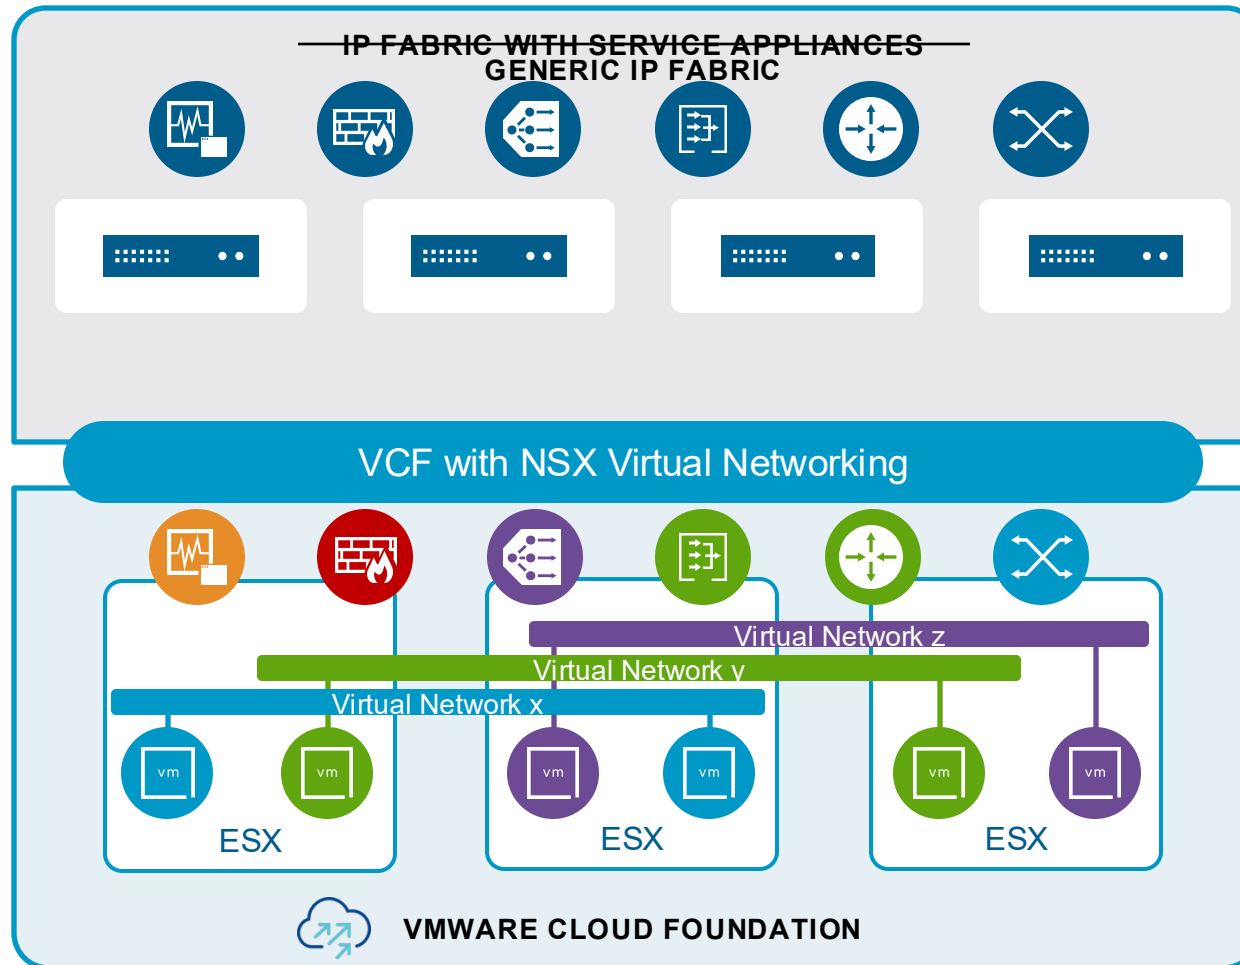 IP FABRIC WITH SERVICE APPLIANCES
GENERIC IP FABRIC
VCF with NSX Virtual Networking
Virtual Network z
Virtual Network y
Virtual Network x
vm vm vm vm vm vm
ESX ESX ESX
VMWARE CLOUD FOUNDATION